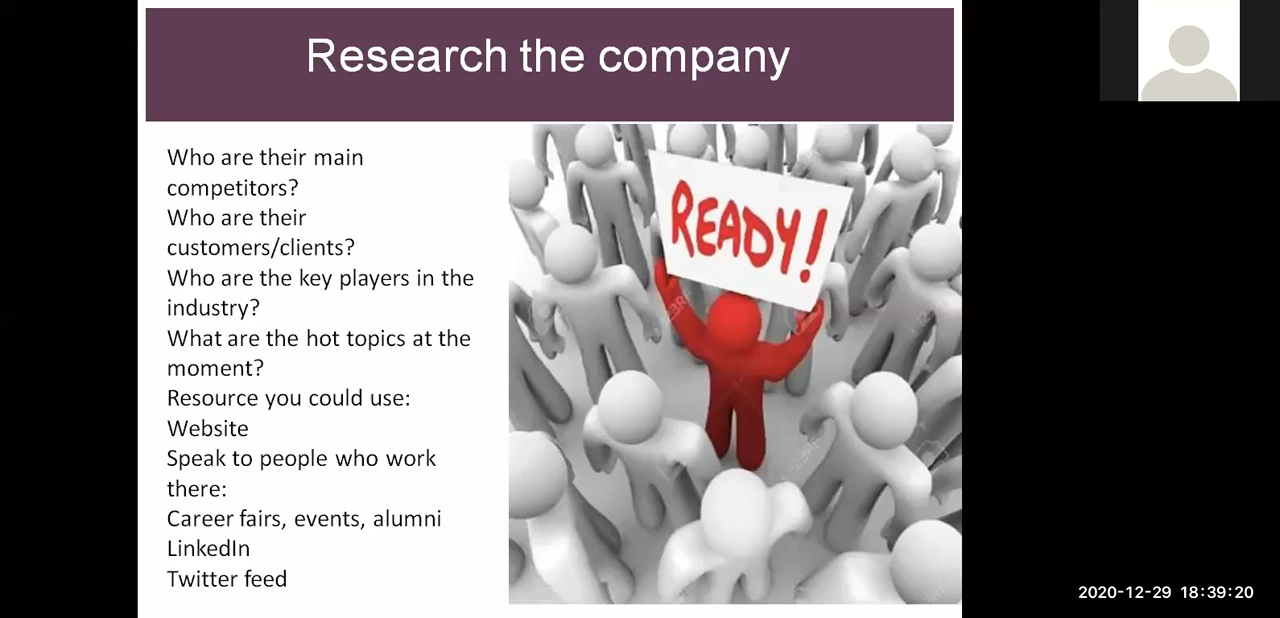 Research the company
Who are their main
competitors?
Who are their
customers/clients?
Who are the key players in the
industry?
What are the hot topics at the
moment?
Resource you could use:
Website
Speak to people who work
there:
Career fairs, events, alumni
LinkedIn
Twitter feed
READY!
2020-12-29 18:39:20